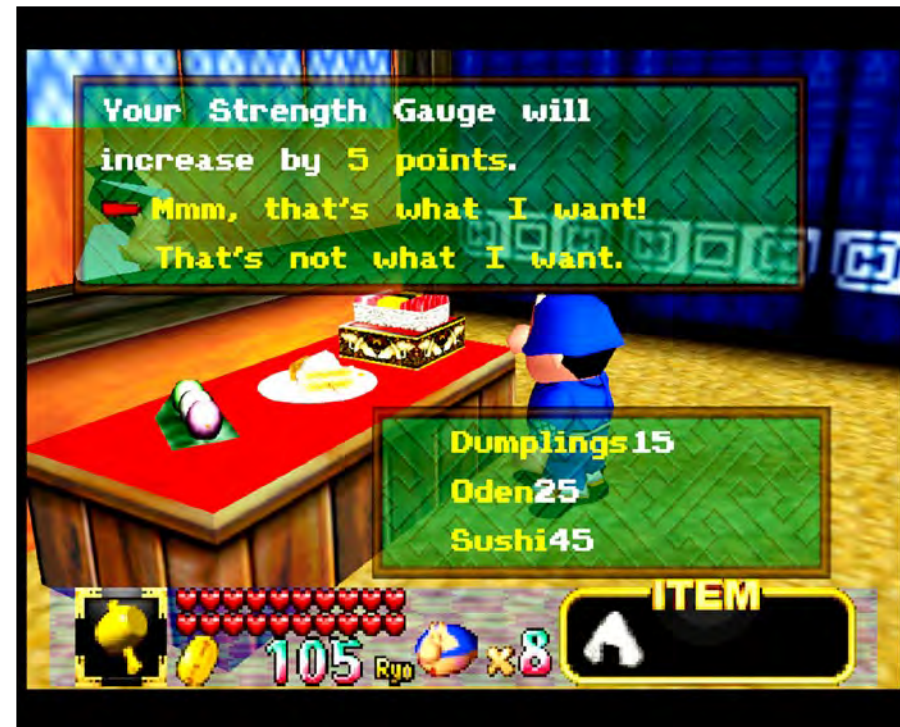 Your Strength Gauge will
increase by 5 points.
Mmm, that's what I want!
That's not what I want.
Dumplings15
Oden25
Sushi45
ITEM
105 Ryo ×8